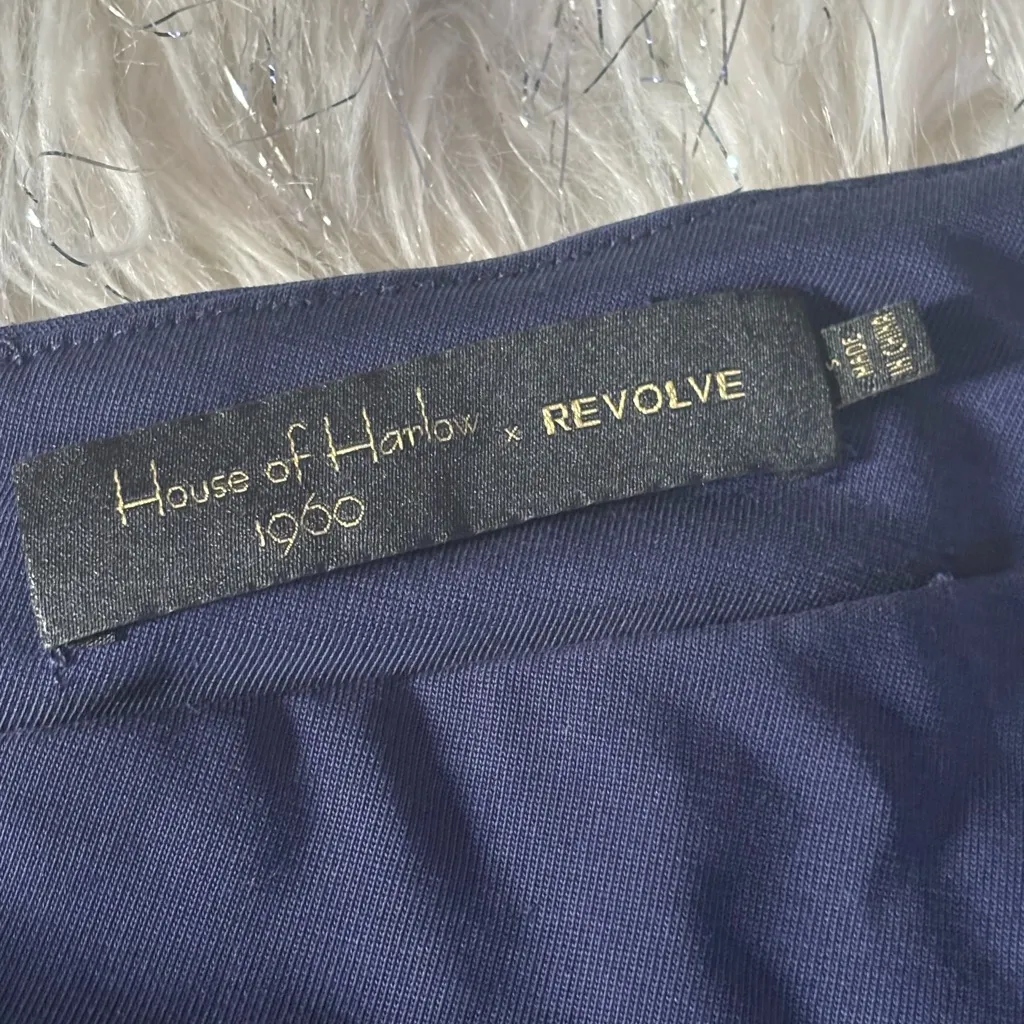 House of Harlow x REVOLVE
1960
S
MADE
IN CHINA